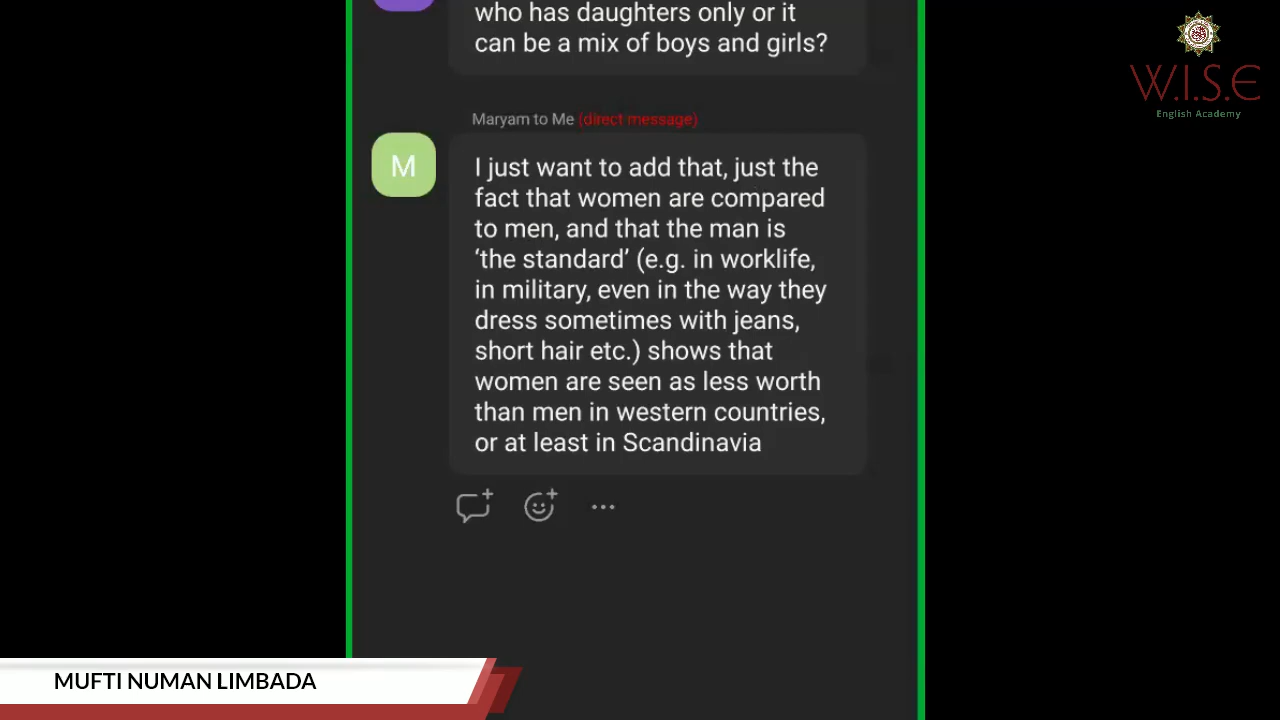 who has daughters only or it
can be a mix of boys and girls?
Maryam to Me (direct message)
M
I just want to add that, just the
fact that women are compared
to men, and that the man is
‘the standard’ (e.g. in worklife,
in military, even in the way they
dress sometimes with jeans,
short hair etc.) shows that
women are seen as less worth
than men in western countries,
or at least in Scandinavia
W.I.S.E
English Academy
MUFTI NUMAN LIMBADA